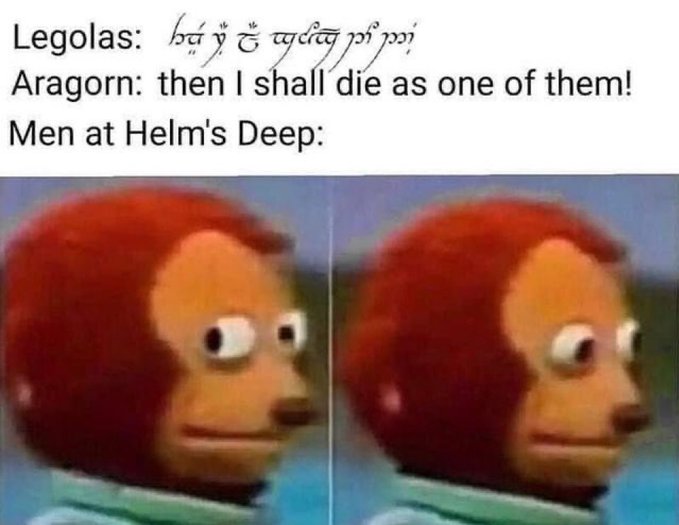 Legolas:
Aragorn: then I shall die as one of them!
Men at Helm's Deep: